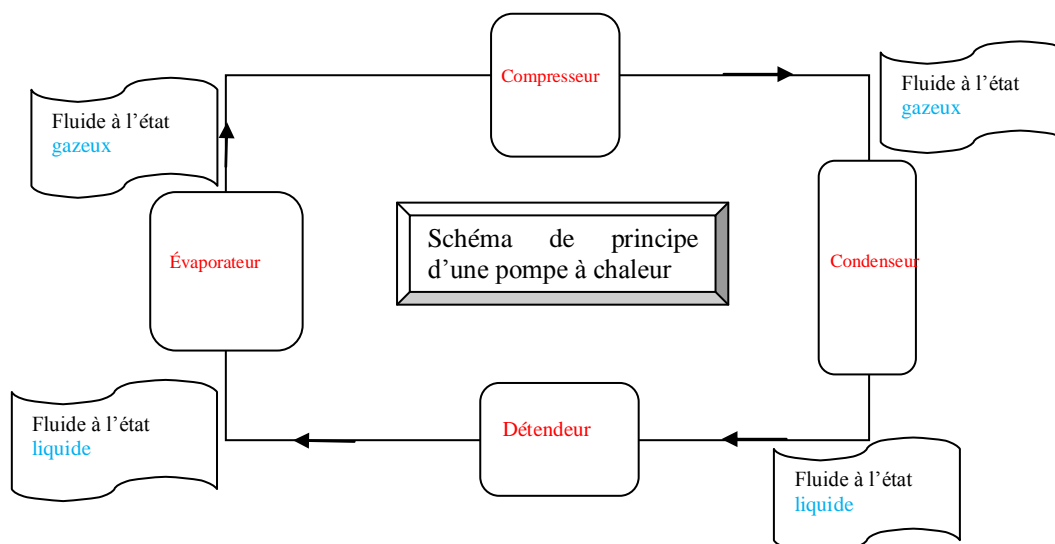 Compresseur
Fluide à l’état
gazeux
Fluide à l’état
gazeux
Schéma de principe
d’une pompe à chaleur
Évaporateur
Condenseur
Fluide à l’état
liquide
Détendeur
Fluide à l’état
liquide